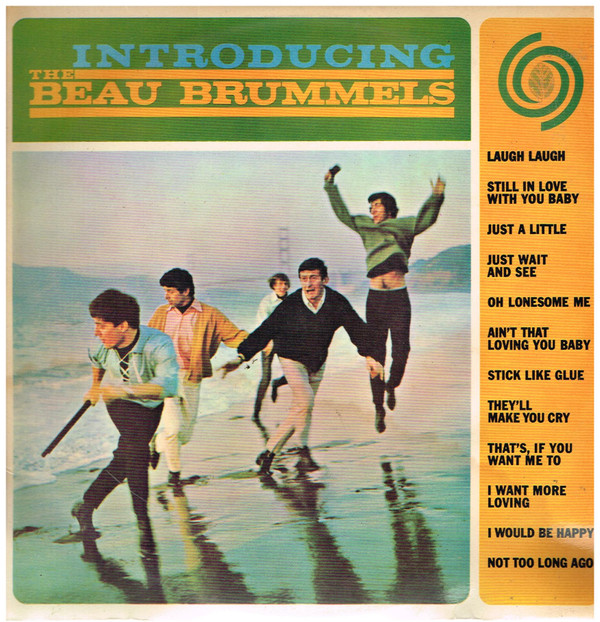 INTRODUCING
THE
BEAU BRUMMELS
LAUGH LAUGH
STILL IN LOVE
WITH YOU BABY
JUST A LITTLE
JUST WAIT
AND SEE
OH LONESOME ME
AIN'T THAT
LOVING YOU BABY
STICK LIKE GLUE
THEY'LL
MAKE YOU CRY
THAT'S, IF YOU
WANT ME TO
I WANT MORE
LOVING
I WOULD BE HAPPY
NOT TOO LONG AGO